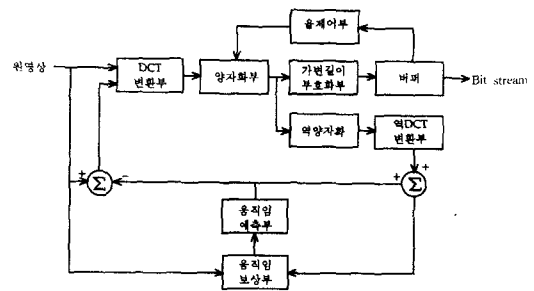 율제어부
원영상
DCT
변환부
양자화부
가변길이
부호화부
버퍼
Bit stream
역양자화
역DCT
변환부
+
+
+
Σ
-
+
Σ
움직임
예측부
움직임
보상부